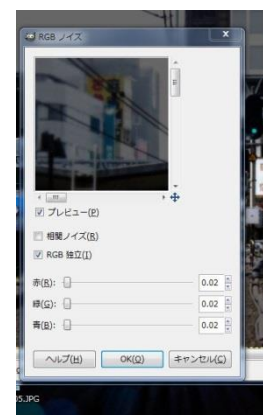 RGB ノイズ
プレビュー(P)
相関ノイズ(R)
RGB 独立(I)
赤(R): 0.02
緑(G): 0.02
青(B): 0.02
ヘルプ(H) OK(O) キャンセル(C)
05.JPG